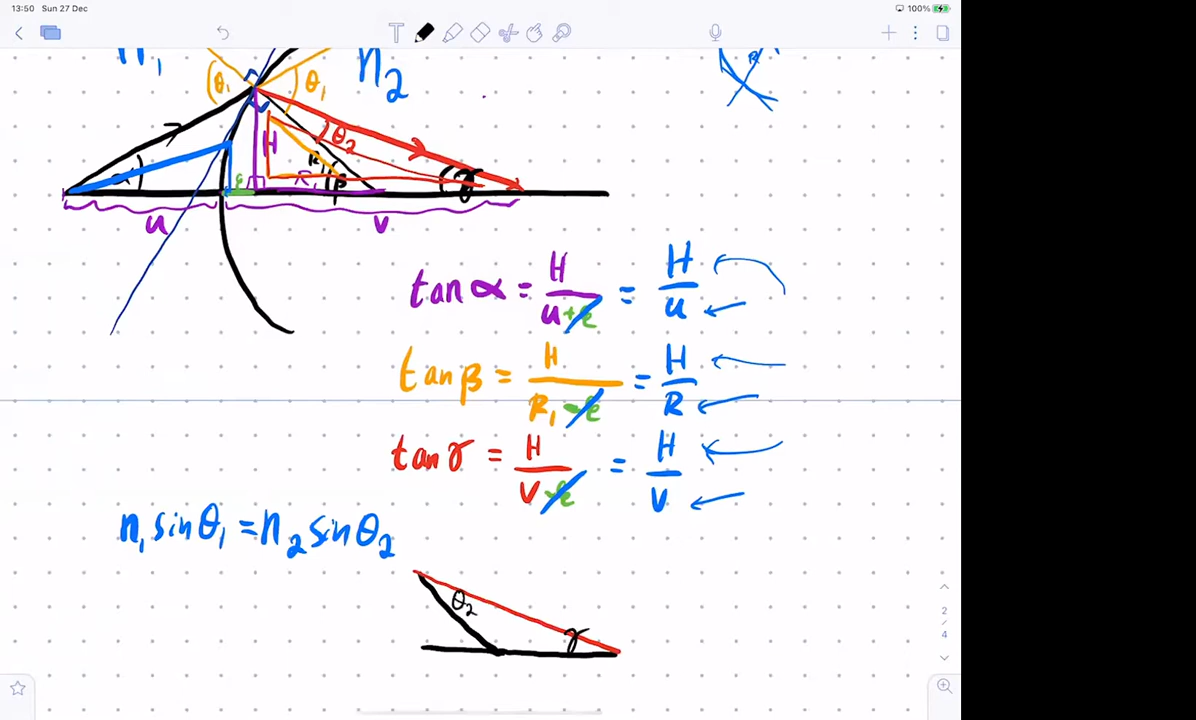 13:50 Sun 27 Dec 100%
n₁ n₂
θ₁ θ₁
θ₂
H
α R β γ
ε R₁
u v
tan α = H/(u+ε) = H/u
tan β = H/(R₁-ε) = H/R
tan γ = H/(v-ε) = H/v
n₁ sin θ₁ = n₂ sin θ₂
θ₂
γ
2
/
4
R
T